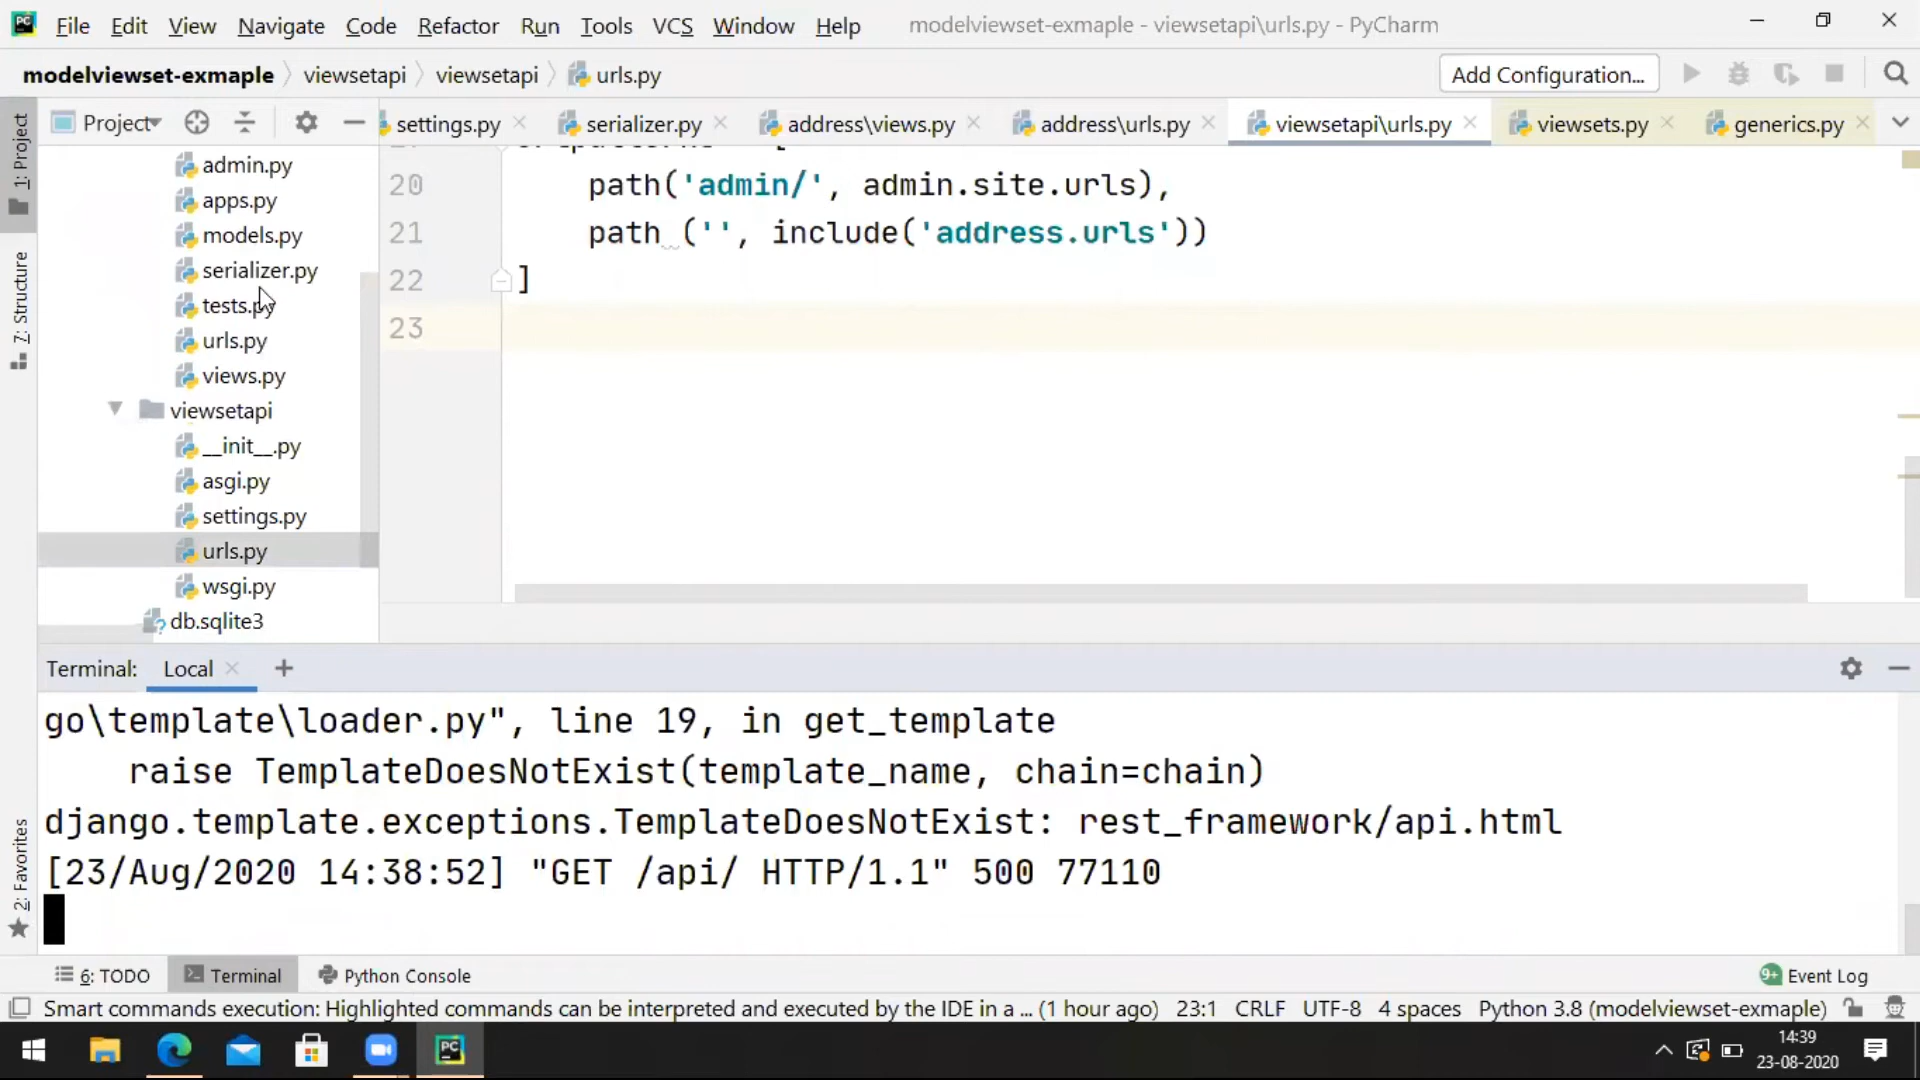 File Edit View Navigate Code Refactor Run Tools VCS Window Help modelviewset-exmaple - viewsetapi\urls.py - PyCharm
modelviewset-exmaple viewsetapi viewsetapi urls.py Add Configuration...
Project settings.py serializer.py address\views.py address\urls.py viewsetapi\urls.py viewsets.py generics.py
1: Project
7: Structure
2: Favorites
admin.py
apps.py
models.py
serializer.py
tests.py
urls.py
views.py
viewsetapi
__init__.py
asgi.py
settings.py
urls.py
wsgi.py
db.sqlite3
20 path('admin/', admin.site.urls),
21 path ('', include('address.urls'))
22 ]
23
Terminal: Local +
go\template\loader.py", line 19, in get_template
raise TemplateDoesNotExist(template_name, chain=chain)
django.template.exceptions.TemplateDoesNotExist: rest_framework/api.html
[23/Aug/2020 14:38:52] "GET /api/ HTTP/1.1" 500 77110
6: TODO Terminal Python Console 9+ Event Log
Smart commands execution: Highlighted commands can be interpreted and executed by the IDE in a ... (1 hour ago) 23:1 CRLF UTF-8 4 spaces Python 3.8 (modelviewset-exmaple)
PC
14:39
23-08-2020